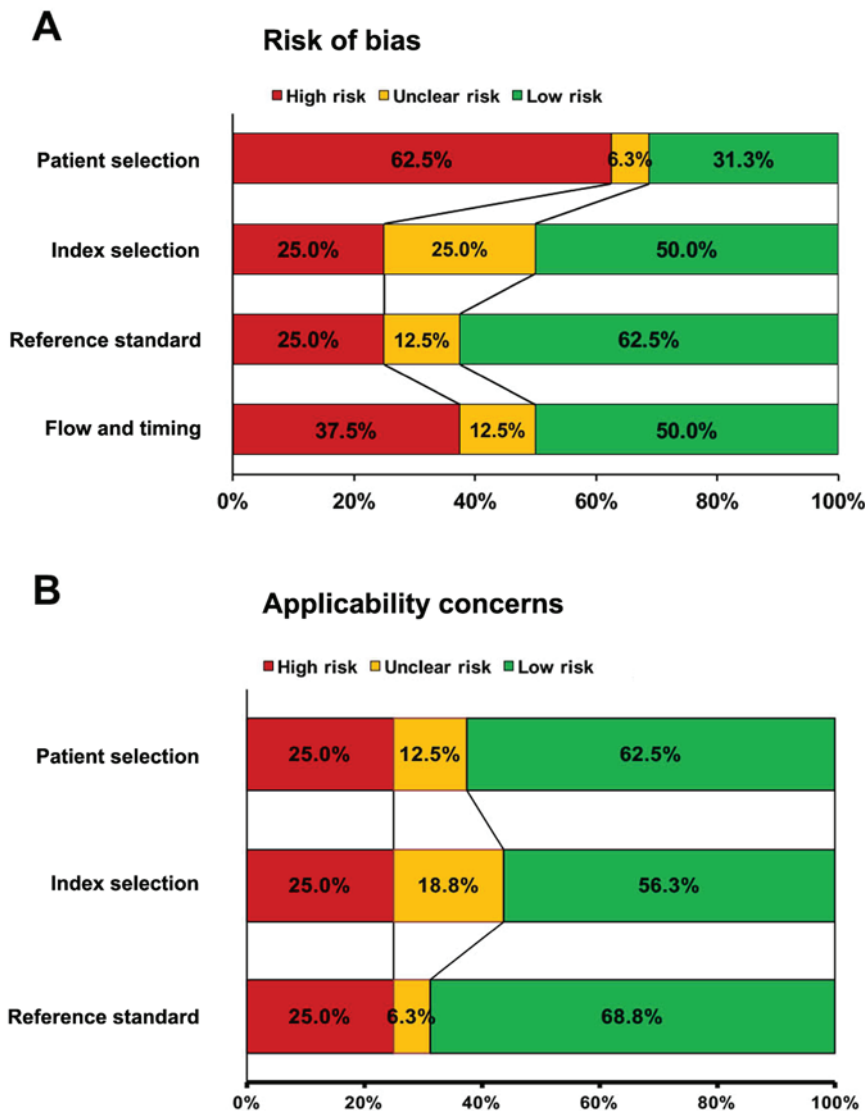 A
Risk of bias
High risk Unclear risk Low risk
Patient selection 62.5% 6.3% 31.3%
Index selection 25.0% 25.0% 50.0%
Reference standard 25.0% 12.5% 62.5%
Flow and timing 37.5% 12.5% 50.0%
0% 20% 40% 60% 80% 100%
B
Applicability concerns
High risk Unclear risk Low risk
Patient selection 25.0% 12.5% 62.5%
Index selection 25.0% 18.8% 56.3%
Reference standard 25.0% 6.3% 68.8%
0% 20% 40% 60% 80% 100%